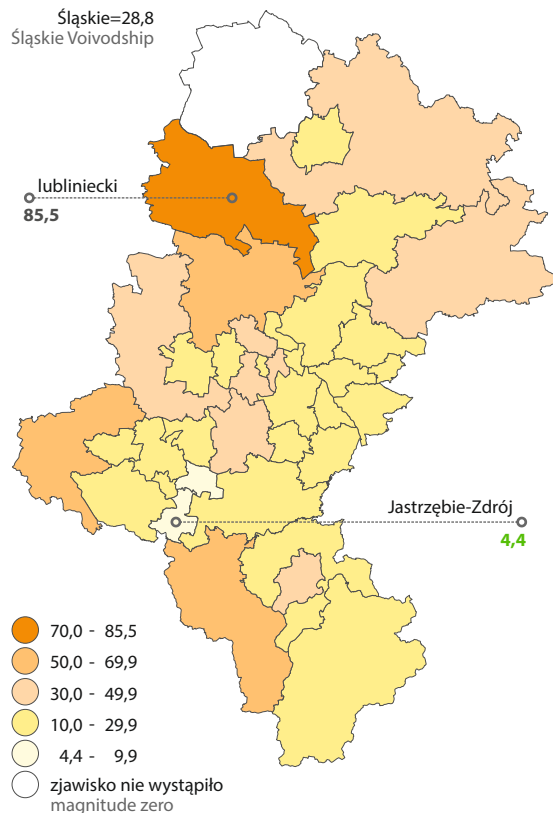 Śląskie=28,8
Śląskie Voivodship
lubliniecki
85,5
Jastrzębie-Zdrój
4,4
70,0 - 85,5
50,0 - 69,9
30,0 - 49,9
10,0 - 29,9
4,4 - 9,9
zjawisko nie wystąpiło
magnitude zero